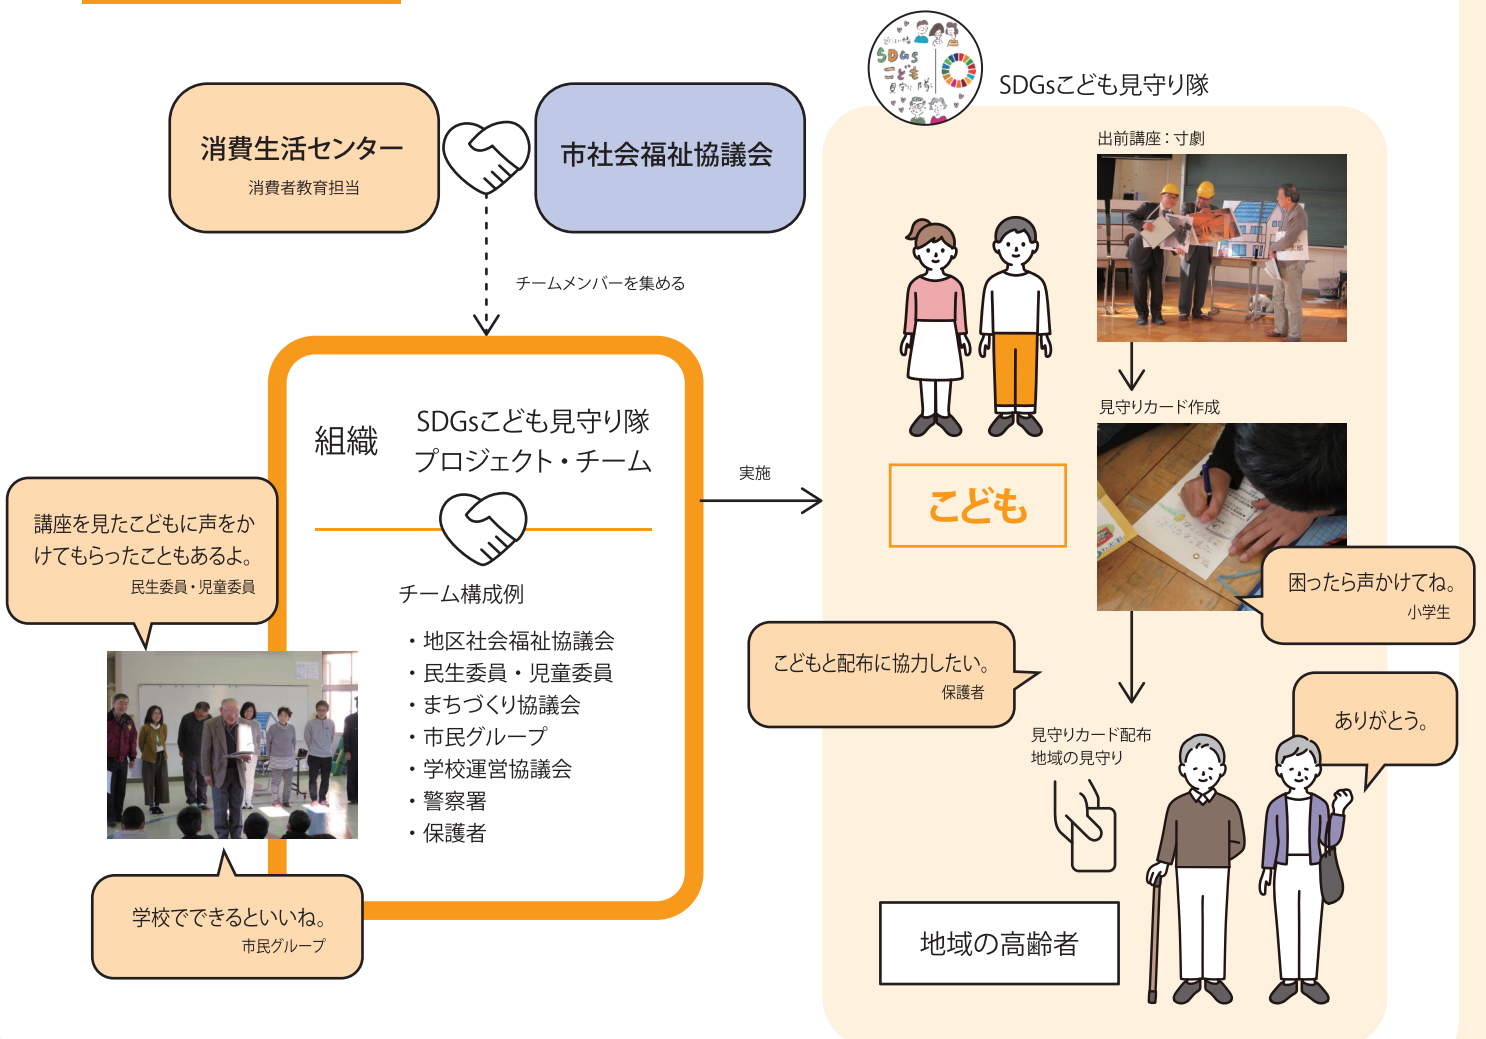 SDGsこども見守り隊
SDGs
こども
見守り隊
消費生活センター
消費者教育担当
市社会福祉協議会
チームメンバーを集める
組織
SDGsこども見守り隊
プロジェクト・チーム
チーム構成例
・地区社会福祉協議会
・民生委員・児童委員
・まちづくり協議会
・市民グループ
・学校運営協議会
・警察署
・保護者
講座を見たこどもに声をか
けてもらったこともあるよ。
民生委員・児童委員
学校でできるといいね。
市民グループ
実施
出前講座：寸劇
見守りカード作成
こども
困ったら声かけてね。
小学生
こどもと配布に協力したい。
保護者
見守りカード配布
地域の見守り
ありがとう。
地域の高齢者